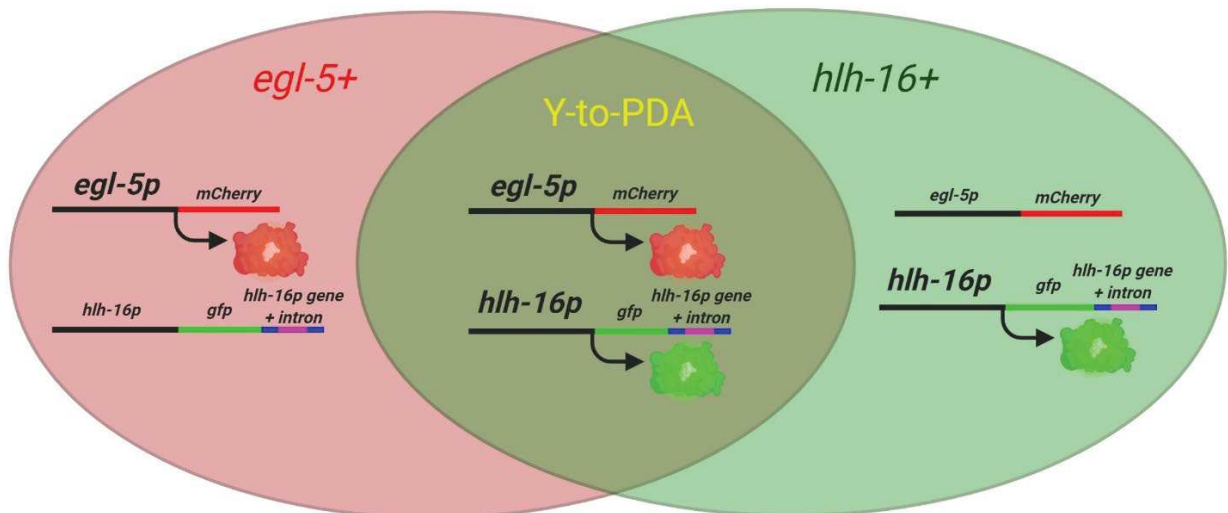 egl-5+
Y-to-PDA
hlh-16+
egl-5p
mCherry
hlh-16p
gfp
hlh-16p gene
+ intron
egl-5p
mCherry
hlh-16p
gfp
hlh-16p gene
+ intron
egl-5p
mCherry
hlh-16p
gfp
hlh-16p gene
+ intron